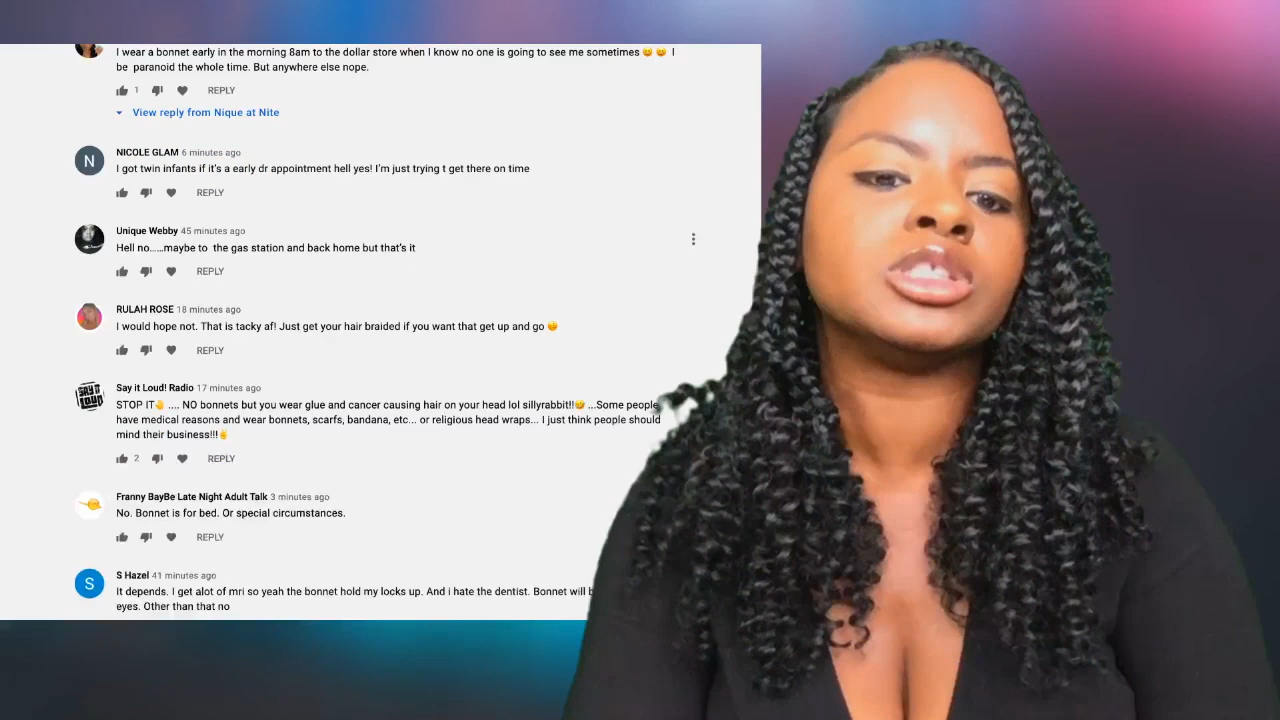 I wear a bonnet early in the morning 8am to the dollar store when I know no one is going to see me sometimes 😆 😆 I
be paranoid the whole time. But anywhere else nope.
1 REPLY
View reply from Nique at Nite
N NICOLE GLAM 6 minutes ago
I got twin infants if it's a early dr appointment hell yes! I'm just trying t get there on time
REPLY
Unique Webby 45 minutes ago
Hell no.....maybe to the gas station and back home but that's it
REPLY
RULAH ROSE 18 minutes ago
I would hope not. That is tacky af! Just get your hair braided if you want that get up and go
REPLY
SAY IT LOUD Say it Loud! Radio 17 minutes ago
STOP IT🤚 .... NO bonnets but you wear glue and cancer causing hair on your head lol sillyrabbit!!🤣 ...Some people
have medical reasons and wear bonnets, scarfs, bandana, etc... or religious head wraps... I just think people should
mind their business!!!✌
2 REPLY
Franny BayBe Late Night Adult Talk 3 minutes ago
No. Bonnet is for bed. Or special circumstances.
REPLY
S S Hazel 41 minutes ago
It depends. I get alot of mri so yeah the bonnet hold my locks up. And i hate the dentist. Bonnet will b
eyes. Other than that no